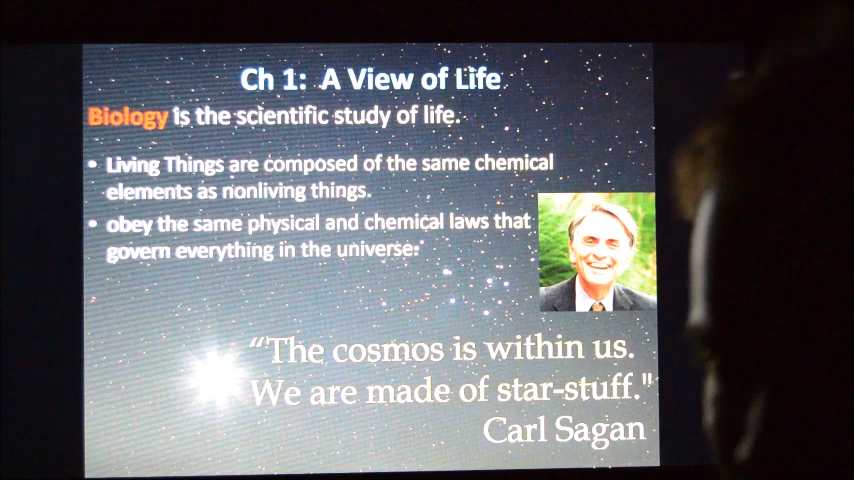 Ch 1: A View of Life
Biology is the scientific study of life.
• Living Things are composed of the same chemical
elements as nonliving things.
• obey the same physical and chemical laws that
govern everything in the universe.
“The cosmos is within us.
We are made of star-stuff."
Carl Sagan